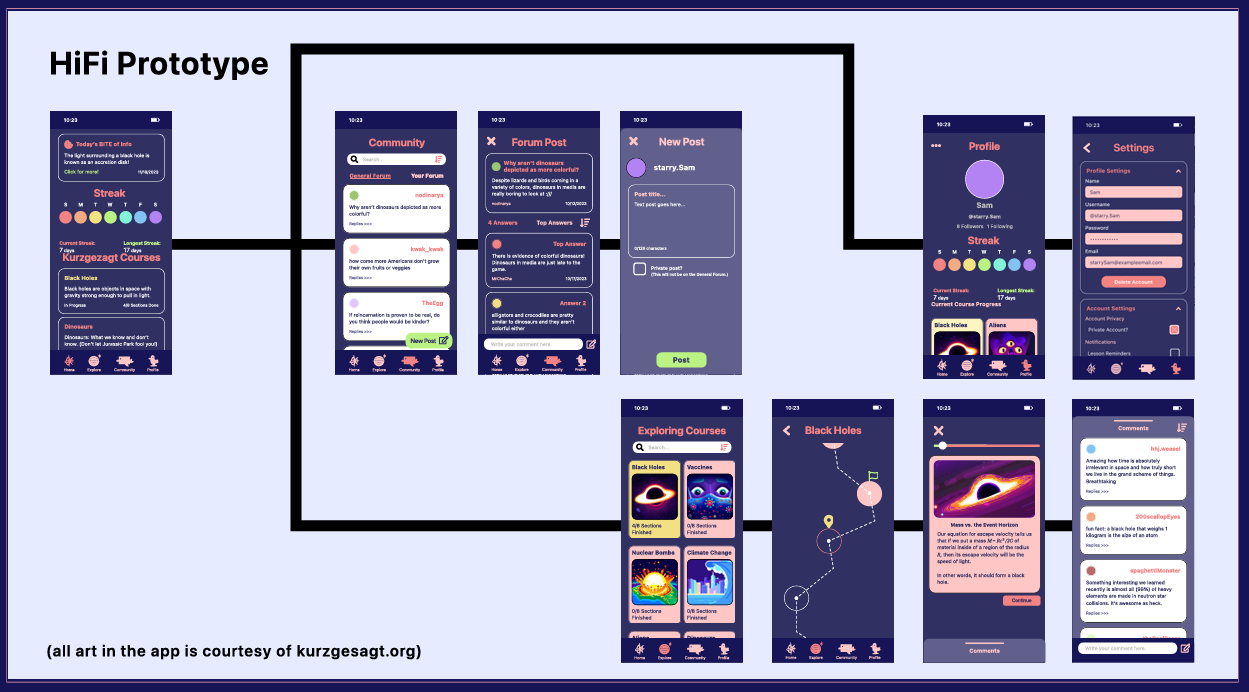 HiFi Prototype
10:23
Today's BITE of Info
The light surrounding a black hole is
known as an accretion disk!
Click for more!
11/18/2023
Streak
S M T W T F S
Current Streak:
7 days
Longest Streak:
17 days
Kurzgezagt Courses
Black Holes
Black holes are objects in space with
gravity strong enough to pull in light.
In Progress
4/8 Sections Done
Dinosaurs
Dinosaurs: What we know and don't
know. (Don't let Jurassic Park fool you!)
Home Explore Community Profile
10:23
Community
Search...
General Forum
Your Forum
nodinarya
Why aren't dinosaurs depicted as more
colorful?
Replies >>>
kwak_kwak
how come more Americans don't grow
their own fruits or veggies
Replies >>>
TheEgg
If reincarnation is proven to be real, do
you think people would be kinder?
Replies >>>
New Post
Home Explore Community Profile
10:23
Forum Post
Why aren't dinosaurs
depicted as more colorful?
Despite lizards and birds coming in a
variety of colors, dinosaurs in media are
really boring to look at :///
nodinarya
10/13/2023
4 Answers
Top Answers
Top Answer
There is evidence of colorful dinosaurs!
Dinosaurs in media are just late to the
game.
MrChaCha
10/17/2023
Answer 2
alligators and crocodiles are pretty
similar to dinosaurs and they aren't
colorful either
Write your comment here.
Home Explore Community Profile
10:23
New Post
starry.Sam
Post title...
Text post goes here...
0/128 characters
Private post?
(This will not be on the General Forum.)
Post
10:23
Profile
Sam
@starry.Sam
8 Followers 1 Following
Streak
S M T W T F S
Current Streak:
7 days
Longest Streak:
17 days
Current Course Progress
Black Holes
Aliens
Home Explore Community Profile
10:23
Settings
Profile Settings
Name
Sam
Username
@starry.Sam
Password
Email
starrySam@exampleemail.com
Delete Account
Account Settings
Account Privacy
Private Account?
Notifications
Lesson Reminders
10:23
Exploring Courses
Search...
Black Holes
4/8 Sections
Finished
Vaccines
0/8 Sections
Finished
Nuclear Bombs
0/8 Sections
Finished
Climate Change
0/8 Sections
Finished
Home Explore Community Profile
10:23
Black Holes
Home Explore Community Profile
10:23
Mass vs. the Event Horizon
Our equation for escape velocity tells us
that if we put a mass M = Rc²/2G of
material inside of a region of the radius
R, then its escape velocity will be the
speed of light.
In other words, it should form a black
hole.
Continue
Comments
10:23
Comments
hhj.weasel
Amazing how time is absolutely
irrelevant in space and how truly short
we live in the grand scheme of things.
Breathtaking
Replies >>>
200scallopEyes
fun fact: a black hole that weighs 1
kilogram is the size of an atom
Replies >>>
spaghettiMonster
Something interesting we learned
recently is almost all (99%) of heavy
elements are made in neutron star
collisions. It's awesome as heck.
Replies >>>
Write your comment here.
(all art in the app is courtesy of kurzgesagt.org)